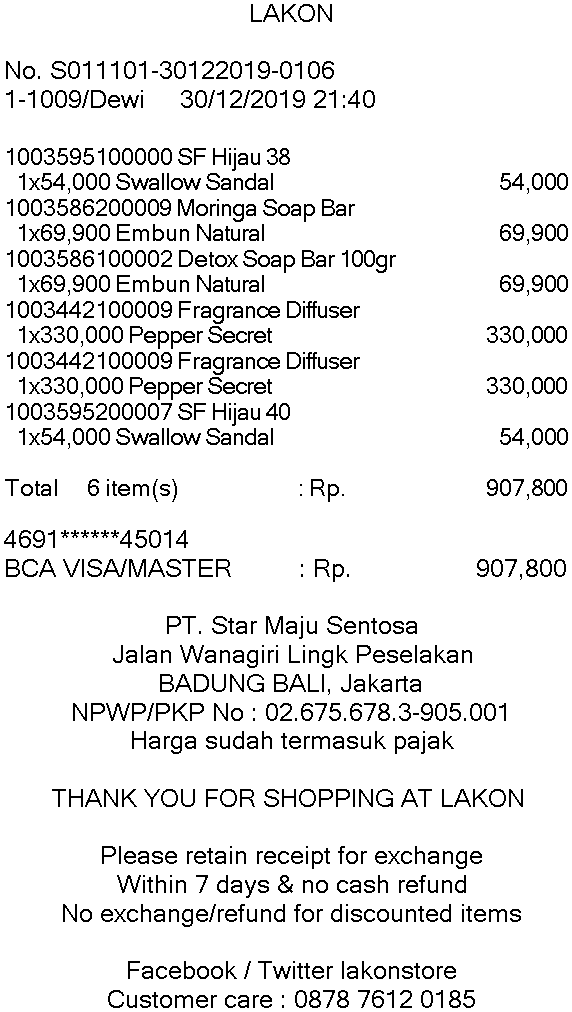 LAKON
No. S011101-30122019-0106
1-1009/Dewi 30/12/2019 21:40
1003595100000 SF Hijau 38
1x54,000 Swallow Sandal 54,000
1003586200009 Moringa Soap Bar
1x69,900 Embun Natural 69,900
1003586100002 Detox Soap Bar 100gr
1x69,900 Embun Natural 69,900
1003442100009 Fragrance Diffuser
1x330,000 Pepper Secret 330,000
1003442100009 Fragrance Diffuser
1x330,000 Pepper Secret 330,000
1003595200007 SF Hijau 40
1x54,000 Swallow Sandal 54,000
Total 6 item(s) : Rp. 907,800
4691******45014
BCA VISA/MASTER : Rp. 907,800
PT. Star Maju Sentosa
Jalan Wanagiri Lingk Peselakan
BADUNG BALI, Jakarta
NPWP/PKP No : 02.675.678.3-905.001
Harga sudah termasuk pajak
THANK YOU FOR SHOPPING AT LAKON
Please retain receipt for exchange
Within 7 days & no cash refund
No exchange/refund for discounted items
Facebook / Twitter lakonstore
Customer care : 0878 7612 0185